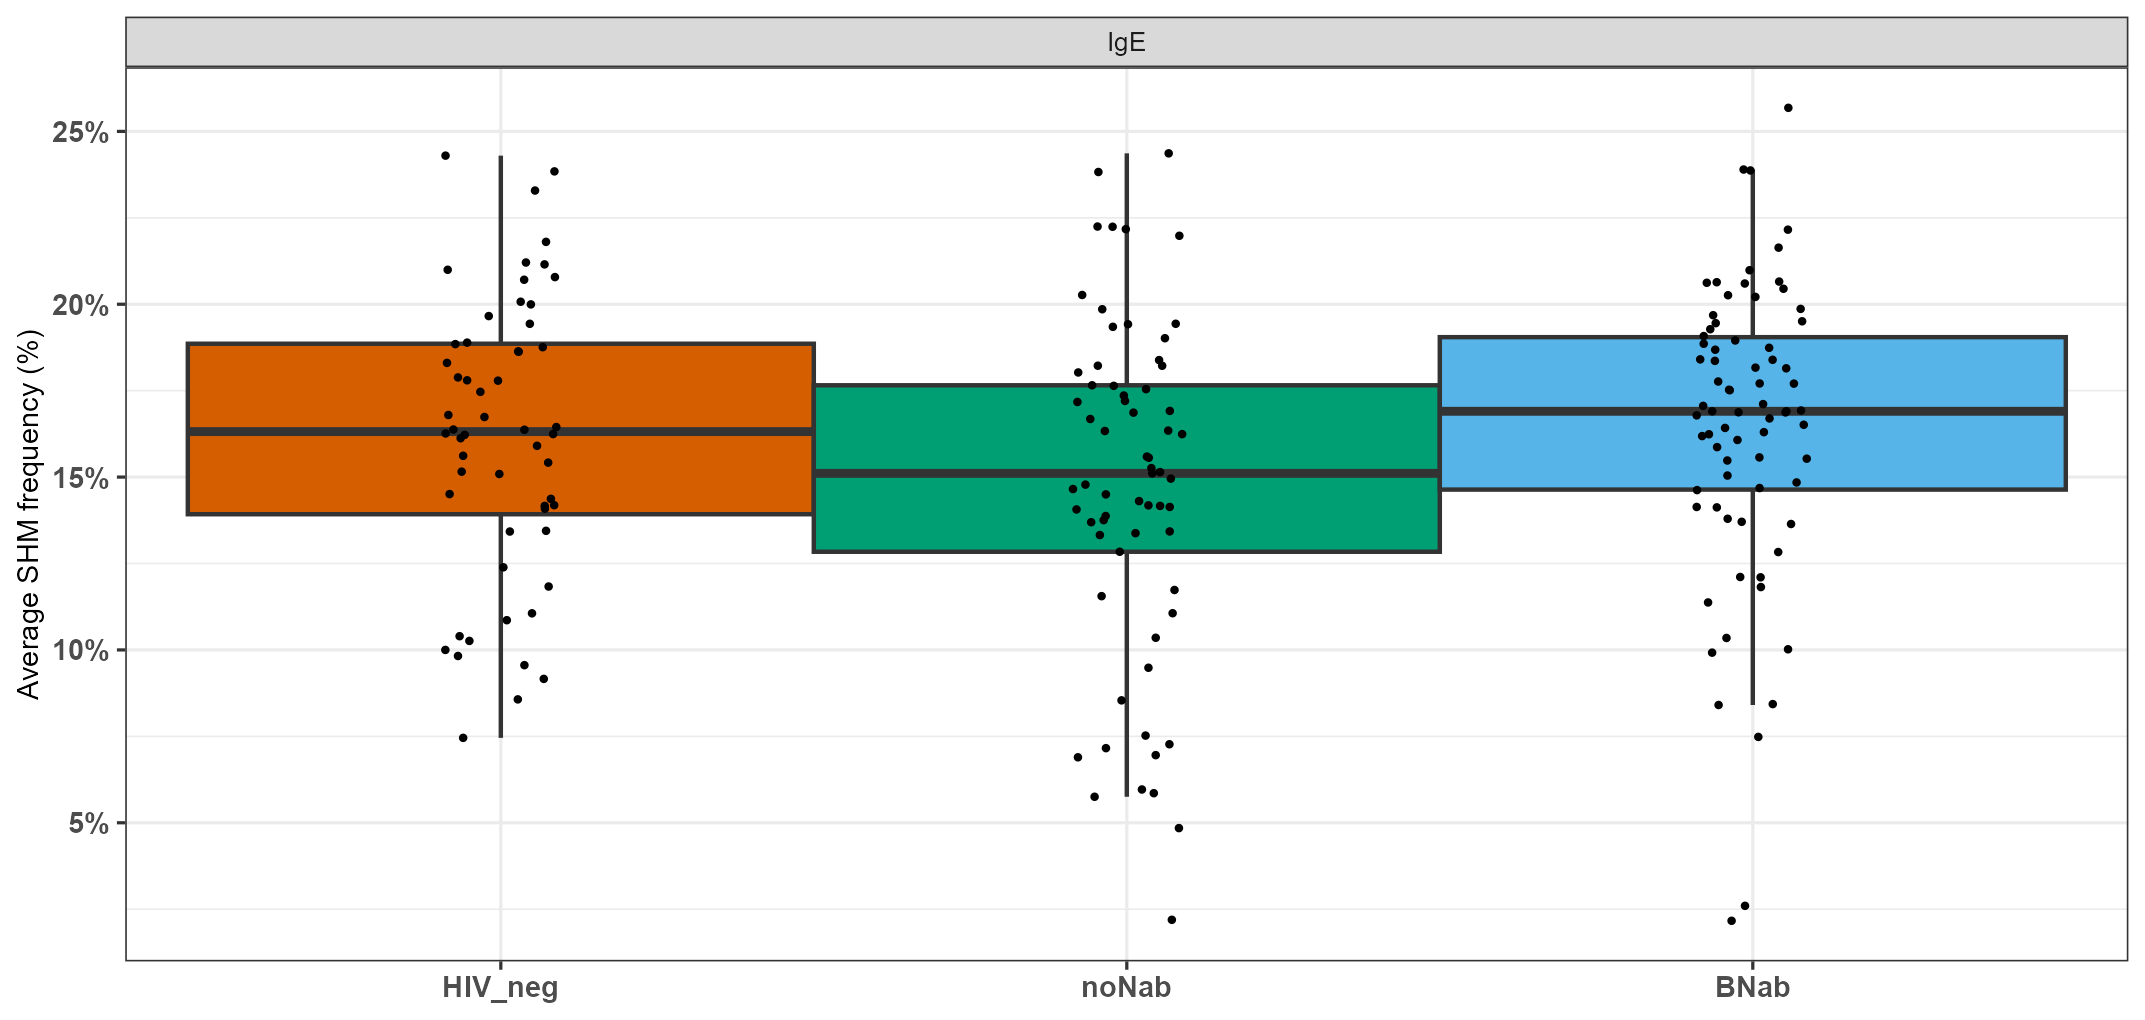 IgE
25%
20%
15%
10%
5%
Average SHM frequency (%)
HIV_neg
noNab
BNab